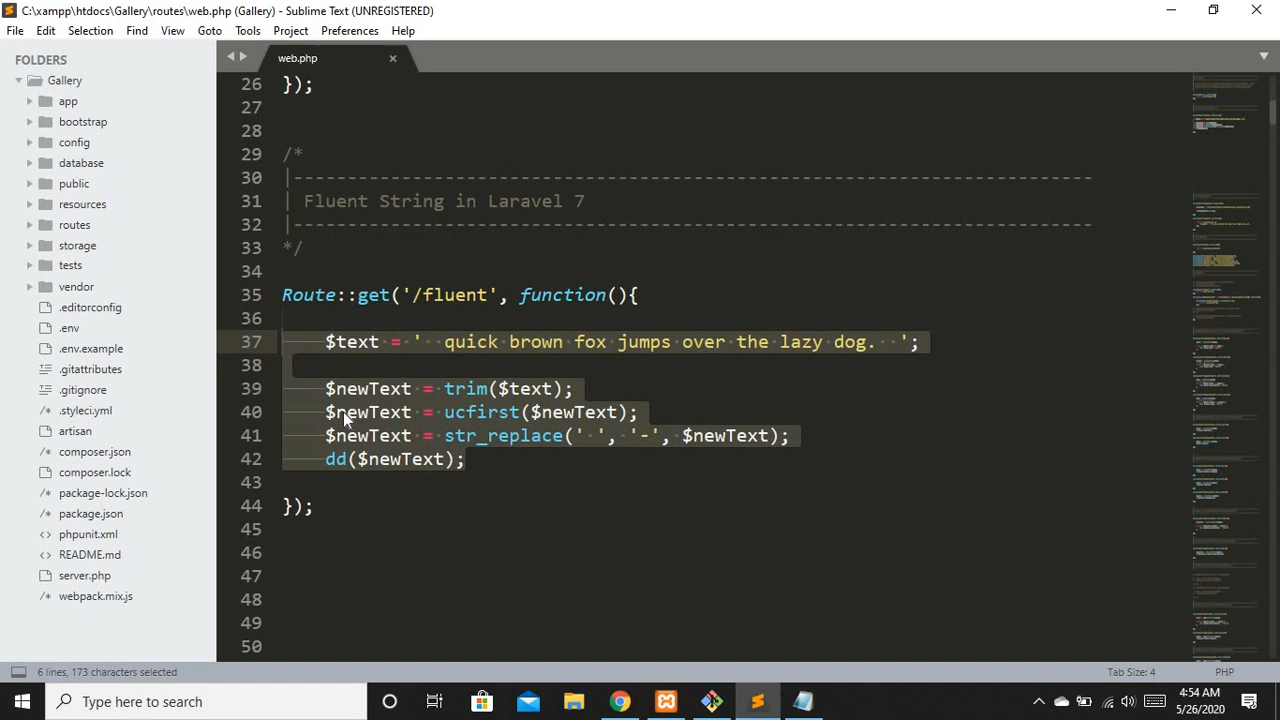 C:\xampp\htdocs\Gallery\routes\web.php (Gallery) - Sublime Text (UNREGISTERED)
File Edit Selection Find View Goto Tools Project Preferences Help
FOLDERS
Gallery
app
bootstrap
config
database
public
resources
routes
storage
tests
vendor
.editorconfig
.env
.env.example
.gitattributes
.gitignore
.styleci.yml
artisan
composer.json
composer.lock
package-lock.json
package.json
phpunit.xml
README.md
server.php
webpack.mix.js
web.php
26 });
27
28
29 /*
30 |--------------------------------------------------------------------------
31 | Fluent String in Laravel 7
32 |--------------------------------------------------------------------------
33 */
34
35 Route::get('/fluent', function(){
36
37 $text = '  quick brown fox jumps over the lazy dog.  ';
38
39 $newText = trim($text);
40 $newText = ucfirst($newText);
41 $newText = str_replace(' ', '-', $newText);
42 dd($newText);
43
44 });
45
46
47
48
49
50
6 lines, 173 characters selected
Tab Size: 4
PHP
Type here to search
4:54 AM
5/26/2020